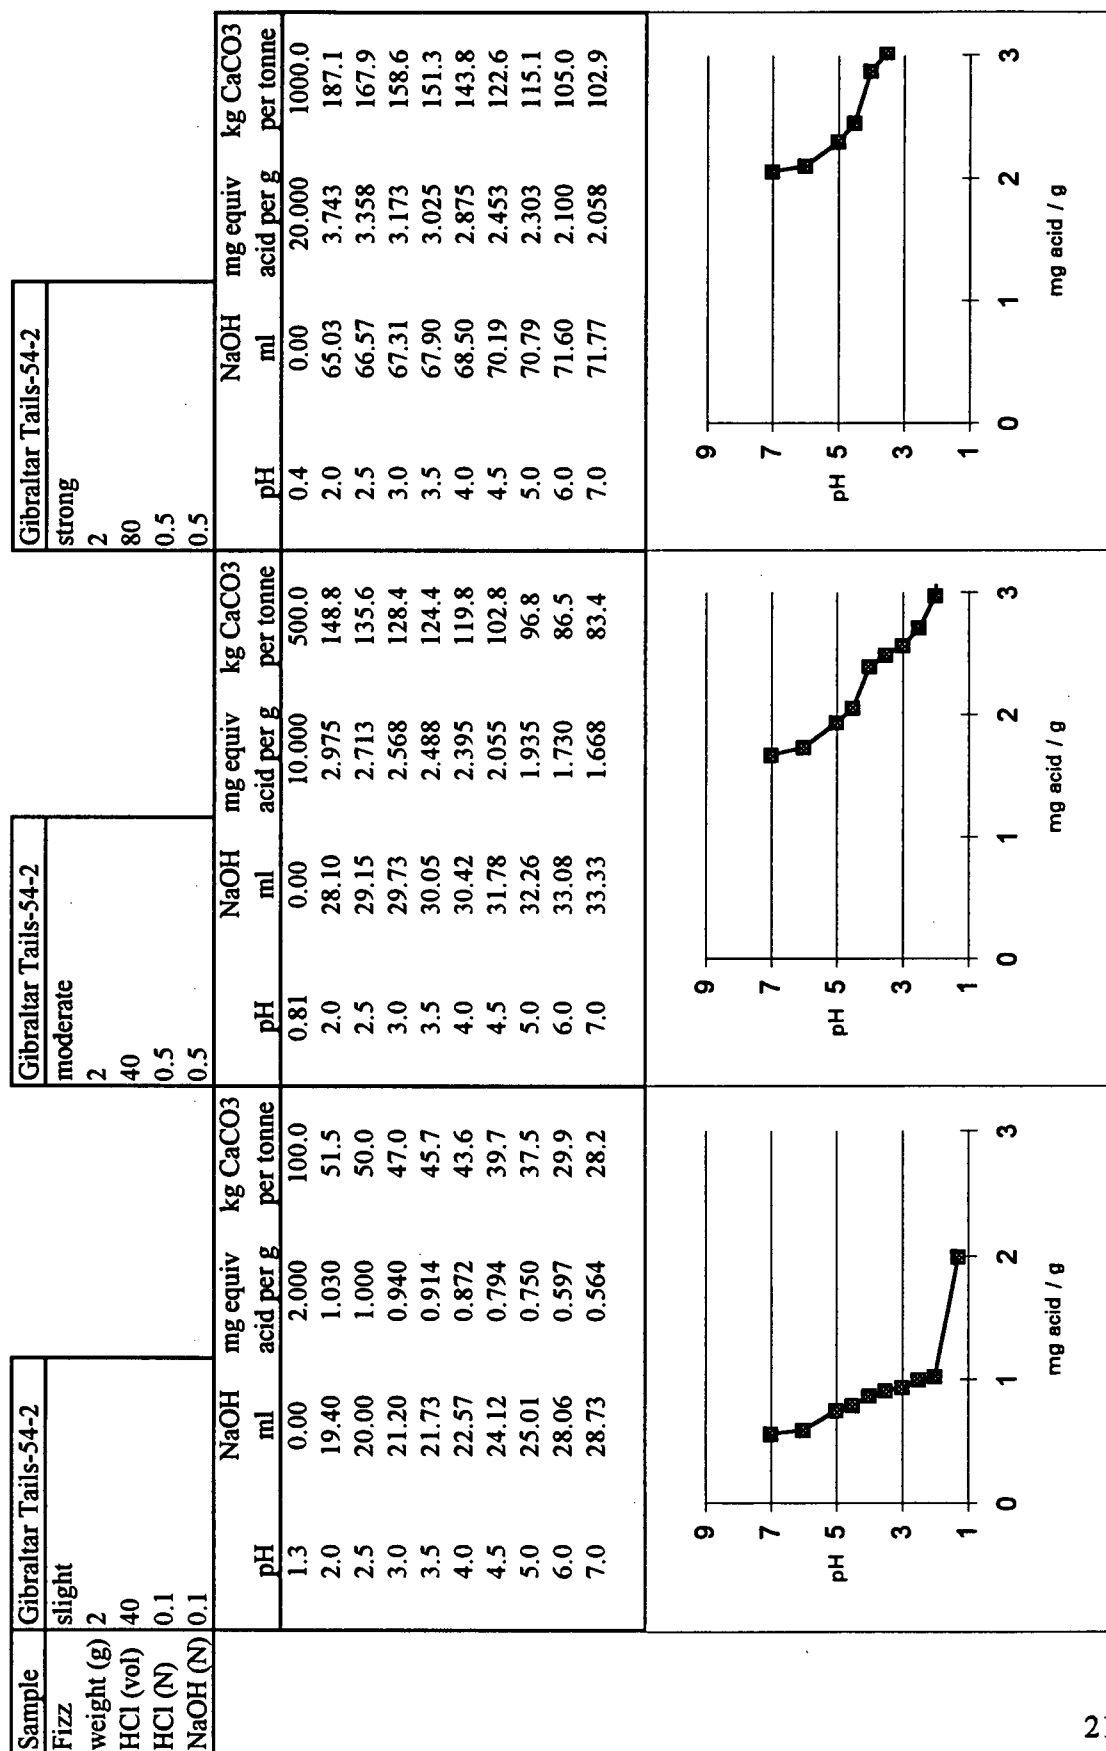 Sample Gibraltar Tails-54-2 Gibraltar Tails-54-2 Gibraltar Tails-54-2
Fizz slight moderate strong
weight (g) 2 2 2
HCl (vol) 40 40 80
HCl (N) 0.1 0.5 0.5
NaOH (N) 0.1 0.5 0.5
NaOH mg equiv kg CaCO3 NaOH mg equiv kg CaCO3 NaOH mg equiv kg CaCO3
pH ml acid per g per tonne pH ml acid per g per tonne pH ml acid per g per tonne
1.3 0.00 2.000 100.0 0.81 0.00 10.000 500.0 0.4 0.00 20.000 1000.0
2.0 19.40 1.030 51.5 2.0 28.10 2.975 148.8 2.0 65.03 3.743 187.1
2.5 20.00 1.000 50.0 2.5 29.15 2.713 135.6 2.5 66.57 3.358 167.9
3.0 21.20 0.940 47.0 3.0 29.73 2.568 128.4 3.0 67.31 3.173 158.6
3.5 21.73 0.914 45.7 3.5 30.05 2.488 124.4 3.5 67.90 3.025 151.3
4.0 22.57 0.872 43.6 4.0 30.42 2.395 119.8 4.0 68.50 2.875 143.8
4.5 24.12 0.794 39.7 4.5 31.78 2.055 102.8 4.5 70.19 2.453 122.6
5.0 25.01 0.750 37.5 5.0 32.26 1.935 96.8 5.0 70.79 2.303 115.1
6.0 28.06 0.597 29.9 6.0 33.08 1.730 86.5 6.0 71.60 2.100 105.0
7.0 28.73 0.564 28.2 7.0 33.33 1.668 83.4 7.0 71.77 2.058 102.9
9 9 9
7 7 7
pH 5 pH 5 pH 5
3 3 3
1 1 1
0 1 2 3 0 1 2 3 0 1 2 3
mg acid / g mg acid / g mg acid / g